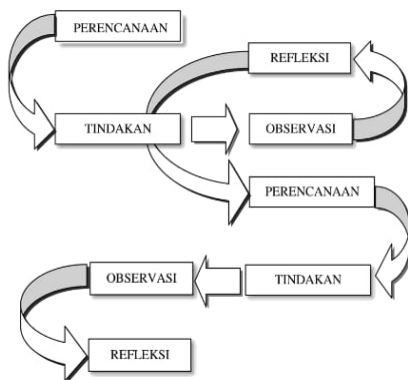 PERENCANAAN
REFLEKSI
TINDAKAN
OBSERVASI
PERENCANAAN
OBSERVASI
TINDAKAN
REFLEKSI